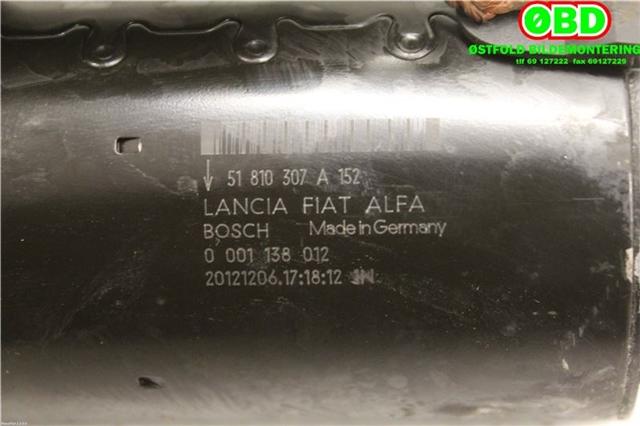 ØBD
ØSTFOLD BILDEMONTERING
tlf 69 127222 fax 69127229
51 810 307 A 152
LANCIA FIAT ALFA
BOSCH Made in Germany
0 001 138 012
20121206.17:18:12